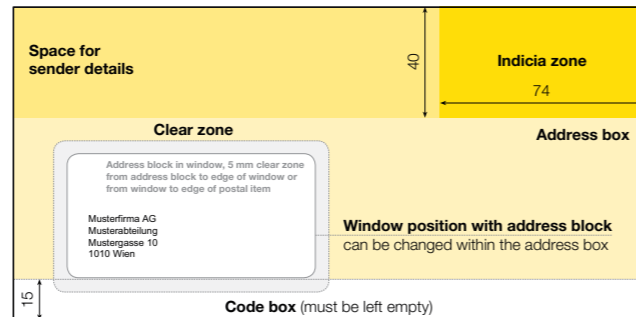 Space for
sender details
40
Indicia zone
74
Clear zone
Address box
Address block in window, 5 mm clear zone
from address block to edge of window or
from window to edge of postal item
Musterfirma AG
Musterabteilung
Mustergasse 10
1010 Wien
Window position with address block
can be changed within the address box
15
Code box (must be left empty)